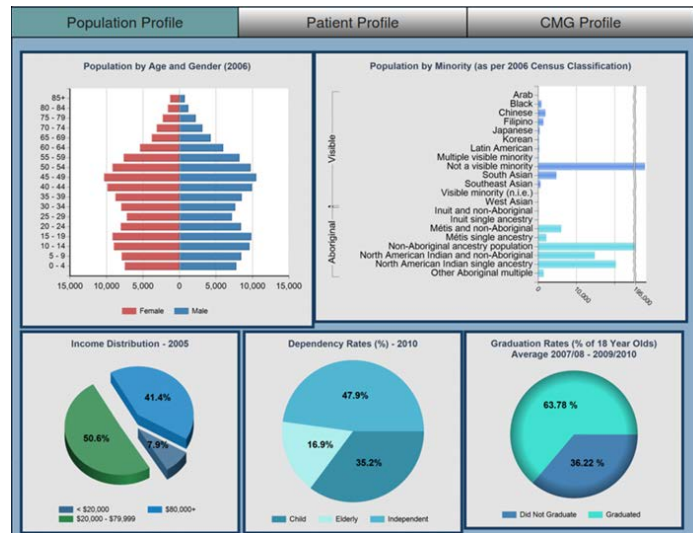 Population Profile
Patient Profile
CMG Profile
Population by Age and Gender (2006)
85+
80 - 84
75 - 79
70 - 74
65 - 69
60 - 64
55 - 59
50 - 54
45 - 49
40 - 44
35 - 39
30 - 34
25 - 29
20 - 24
15 - 19
10 - 14
5 - 9
0 - 4
15,000 10,000 5,000 0 5,000 10,000 15,000
Female Male
Population by Minority (as per 2006 Census Classification)
Visible
Aboriginal
Arab
Black
Chinese
Filipino
Japanese
Korean
Latin American
Multiple visible minority
Not a visible minority
South Asian
Southeast Asian
Visible minority (n.i.e.)
West Asian
Inuit and non-Aboriginal
Inuit single ancestry
Métis and non-Aboriginal
Métis single ancestry
Non-Aboriginal ancestry population
North American Indian and non-Aboriginal
North American Indian single ancestry
Other Aboriginal multiple
0 10,000 195,000
Income Distribution - 2005
41.4%
50.6%
7.9%
< $20,000 $80,000+
$20,000 - $79,999
Dependency Rates (%) - 2010
47.9%
16.9%
35.2%
Child Elderly Independent
Graduation Rates (% of 18 Year Olds)
Average 2007/08 - 2009/2010
63.78 %
36.22 %
Did Not Graduate Graduated